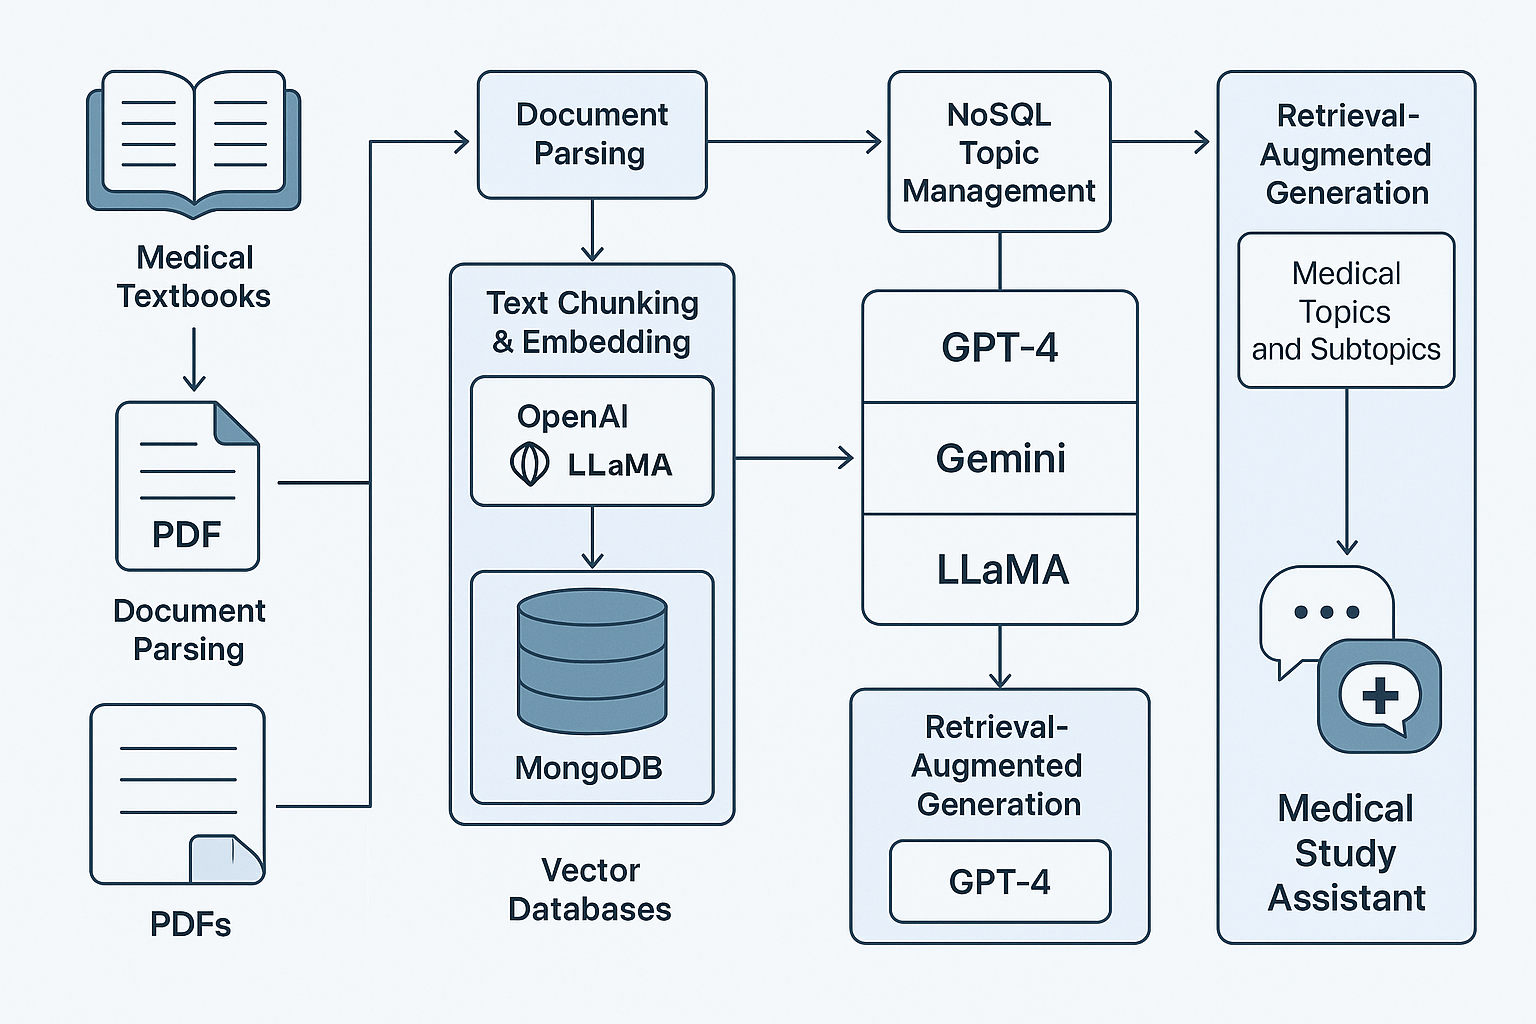 Medical
Textbooks
PDF
Document
Parsing
PDFs
Document
Parsing
Text Chunking
& Embedding
OpenAI
LLaMA
MongoDB
Vector
Databases
NoSQL
Topic
Management
GPT-4
Gemini
LLaMA
Retrieval-
Augmented
Generation
GPT-4
Retrieval-
Augmented
Generation
Medical
Topics
and Subtopics
Medical
Study
Assistant